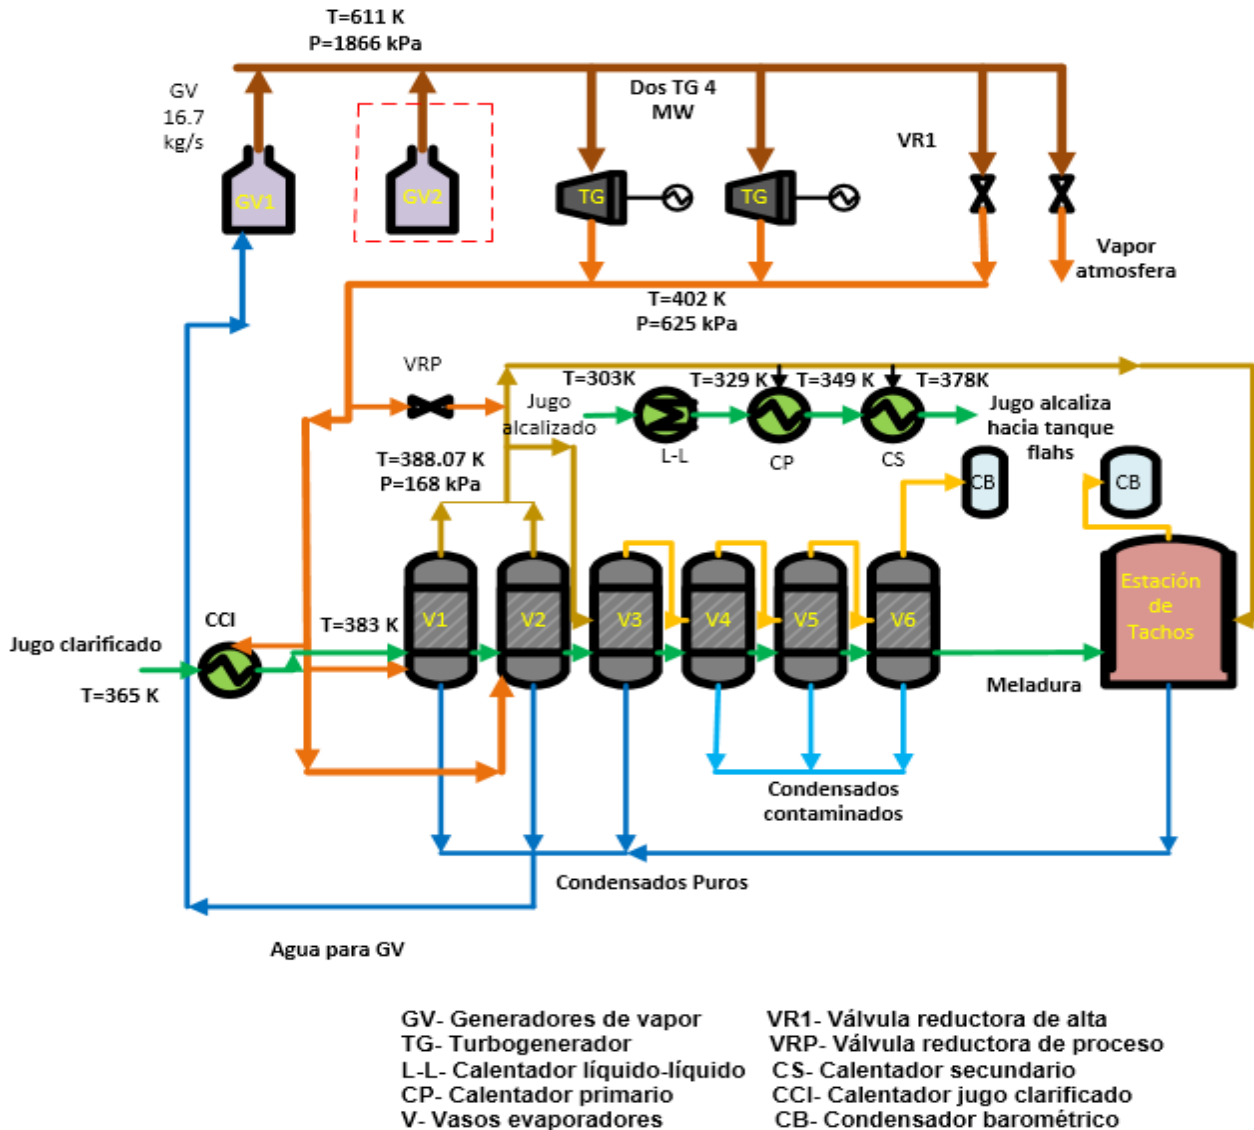 T=611 K
P=1866 kPa
GV
16.7
kg/s
Dos TG 4
MW
VR1
GV1
GV2
TG
TG
Vapor
atmosfera
T=402 K
P=625 kPa
VRP
T=303K
T=329 K
T=349 K
T=378K
Jugo
alcalizado
Jugo alcaliza
hacia tanque
flahs
L-L
CP
CS
T=388.07 K
P=168 kPa
CB
CB
CCI
T=383 K
V1
V2
V3
V4
V5
V6
Estación
de
Tachos
Jugo clarificado
T=365 K
Meladura
Condensados
contaminados
Condensados Puros
Agua para GV
GV- Generadores de vapor
VR1- Válvula reductora de alta
TG- Turbogenerador
VRP- Válvula reductora de proceso
L-L- Calentador líquido-líquido
CS- Calentador secundario
CP- Calentador primario
CCI- Calentador jugo clarificado
V- Vasos evaporadores
CB- Condensador barométrico